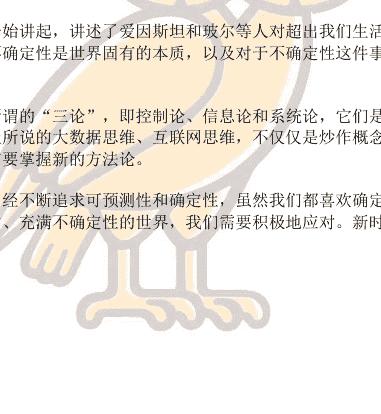 始讲起，讲述了爱因斯坦和玻尔等人对超出我们生活
确定性是世界固有的本质，以及对于不确定性这件事
谓的“三论”，即控制论、信息论和系统论，它们是
所说的大数据思维、互联网思维，不仅仅是炒作概念
要掌握新的方法论。
经不断追求可预测性和确定性，虽然我们都喜欢确定
、充满不确定性的世界，我们需要积极地应对。新时